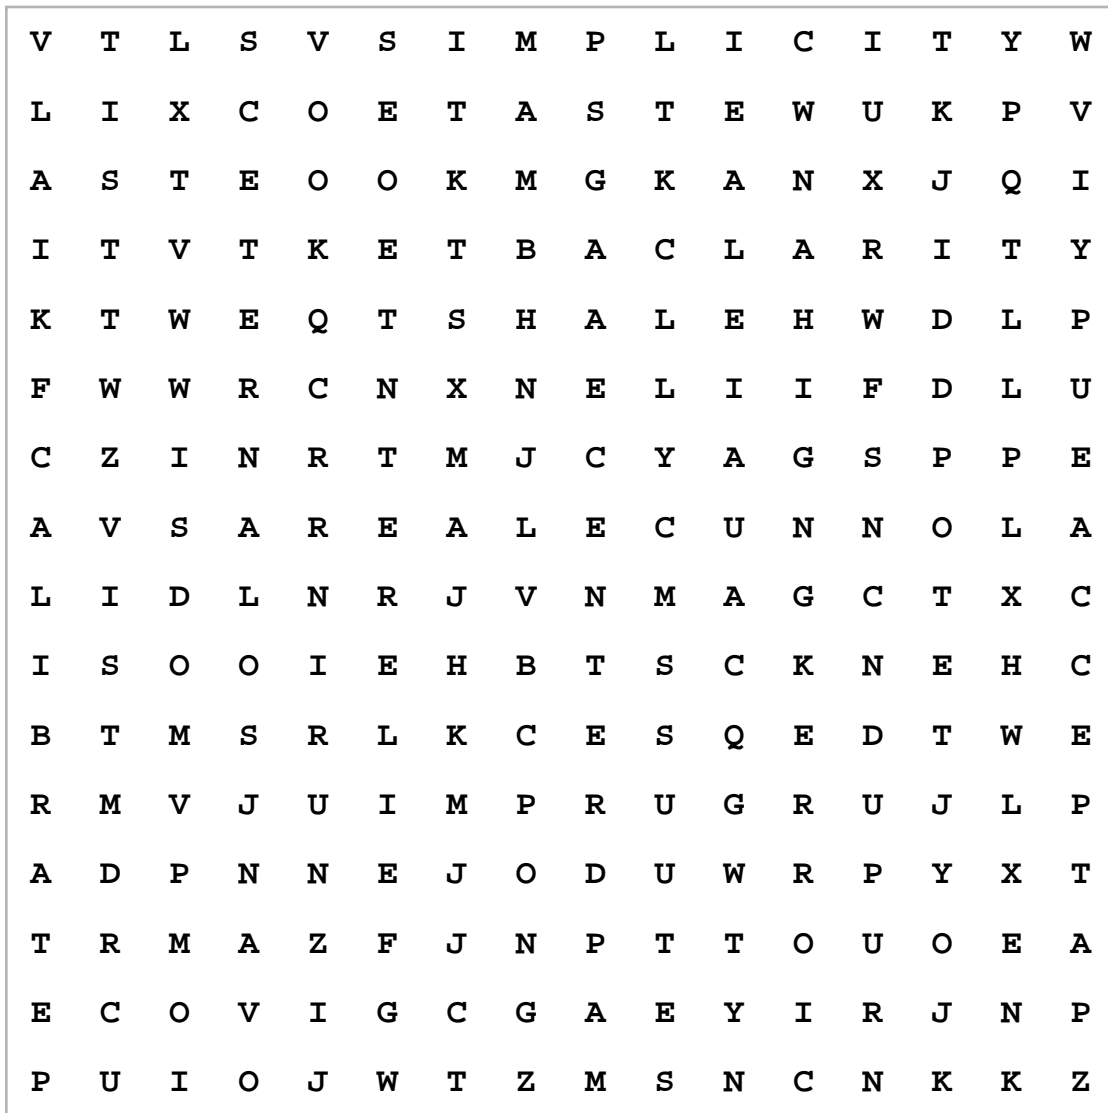 V T L S V S I M P L I C I T Y W
L I X C O E T A S T E W U K P V
A S T E O O K M G K A N X J Q I
I T V T K E T B A C L A R I T Y
K T W E Q T S H A L E H W D L P
F W W R C N X N E L I I F D L U
C Z I N R T M J C Y A G S P P E
A V S A R E A L E C U N N O L A
L I D L N R J V N M A G C T X C
I S O O I E H B T S C K N E H C
B T M S R L K C E S Q E D T W E
R M V J U I M P R U G R U J L P
A D P N N E J O D U W R P Y X T
T R M A Z F J N P T T O U O E A
E C O V I G C G A E Y I R J N P
P U I O J W T Z M S N C N K K Z